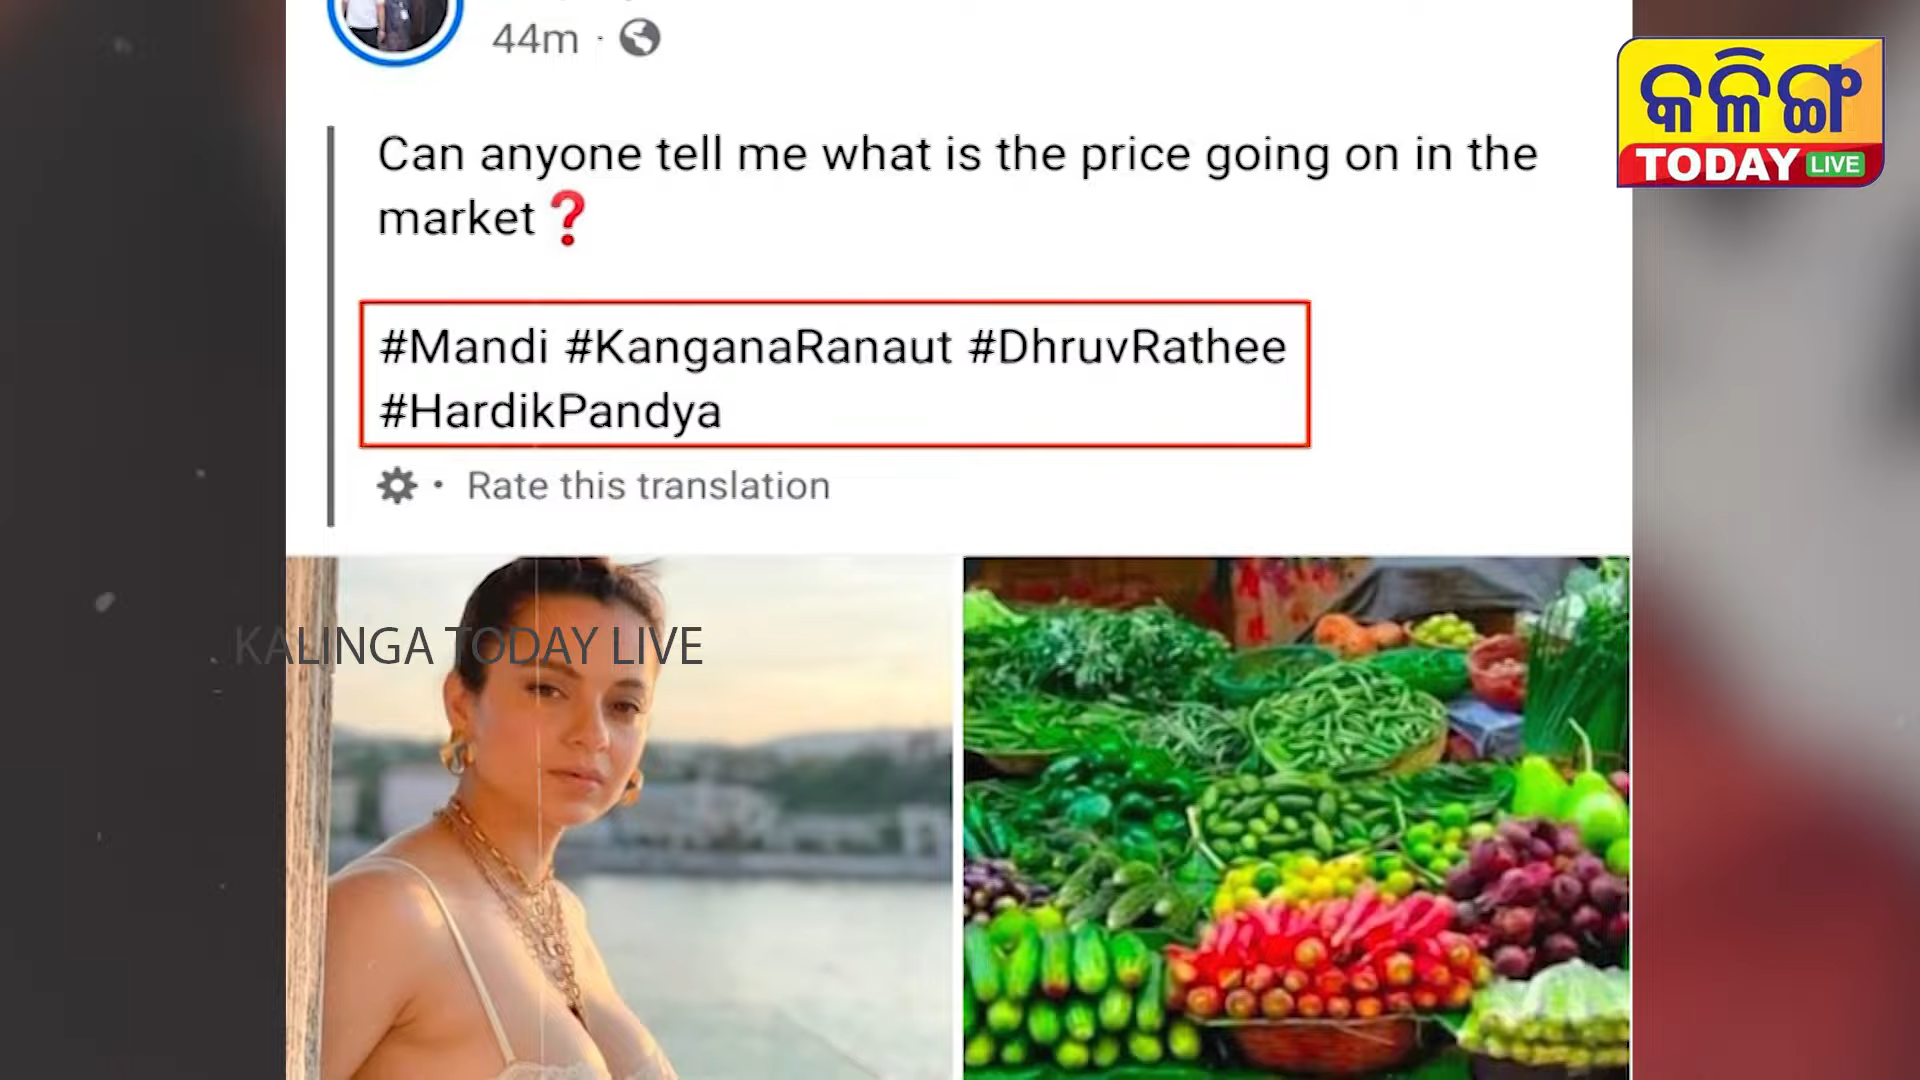 44m ·
କଳିଙ୍ଗ
TODAY LIVE
Can anyone tell me what is the price going on in the
market❓
#Mandi #KanganaRanaut #DhruvRathee
#HardikPandya
· Rate this translation
KALINGA TODAY LIVE